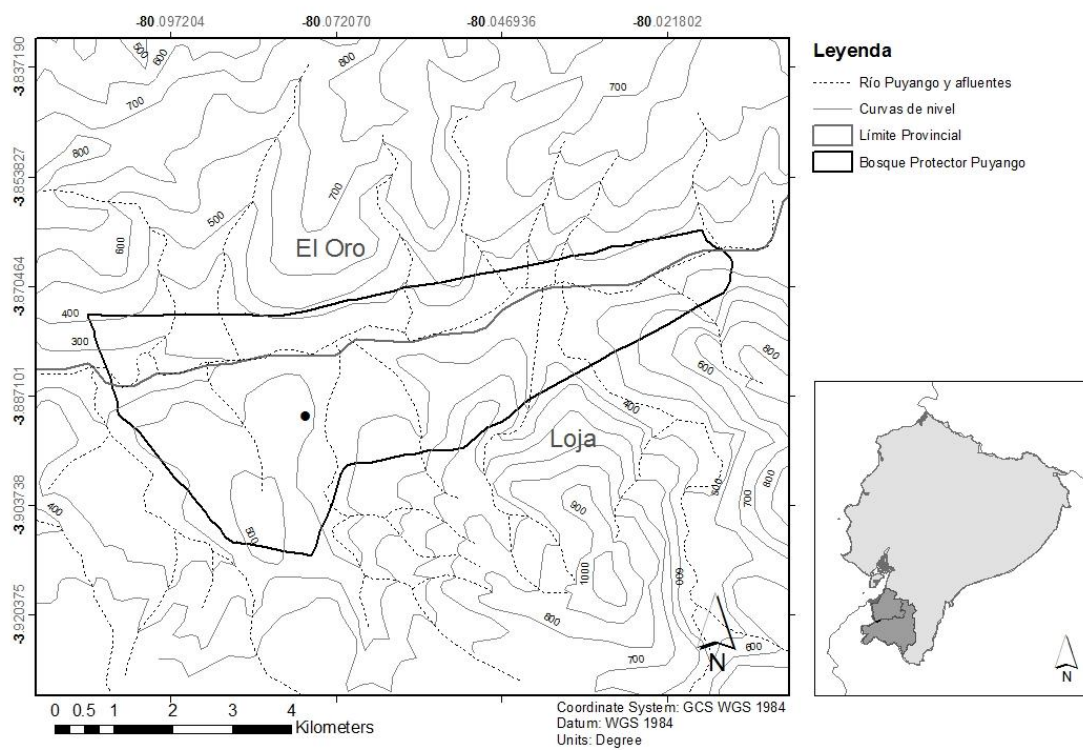 -80.097204
-80.072070
-80.046936
-80.021802
-3.837190
-3.853827
-3.870464
-3.887101
-3.903738
-3.920375
500
600
800
700
700
800
500
700
600
El Oro
400
300
600
800
400
Loja
400
500
500
700
800
900
1000
600
800
700
600
N
0 0.5 1 2 3 4
Kilometers
Coordinate System: GCS WGS 1984
Datum: WGS 1984
Units: Degree
Leyenda
Río Puyango y afluentes
Curvas de nivel
Límite Provincial
Bosque Protector Puyango
N